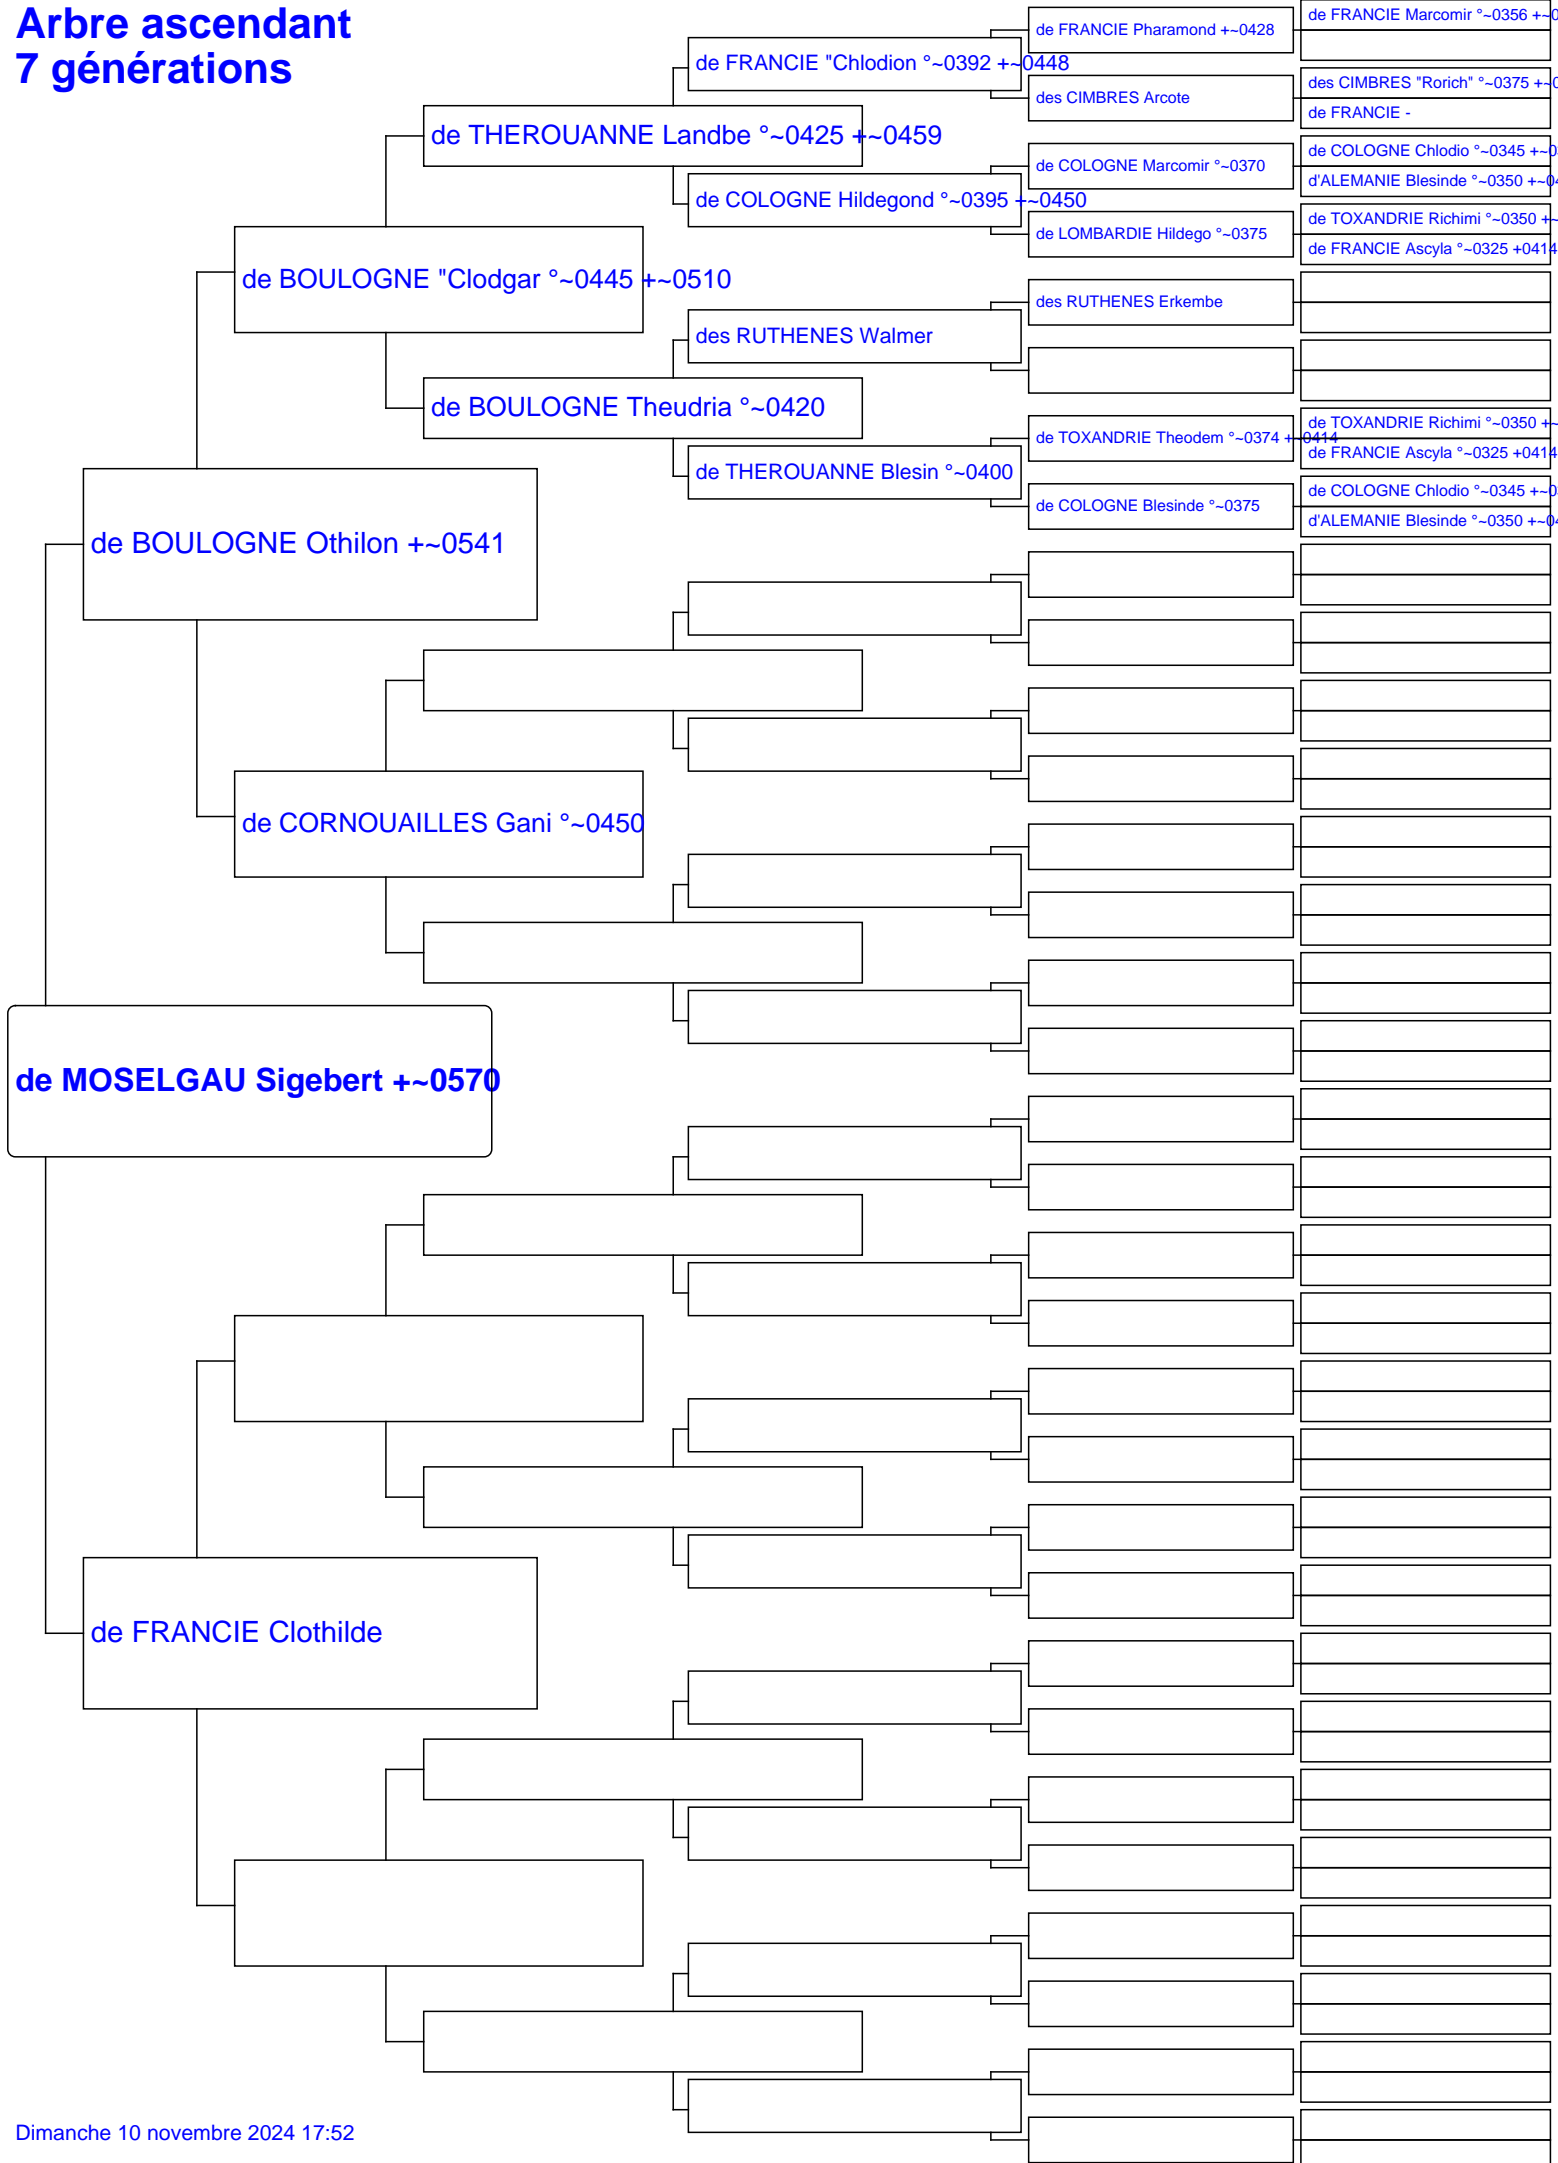 Arbre ascendant
7 générations
de MOSELGAU Sigebert +~0570
de BOULOGNE Othilon +~0541
de FRANCIE Clothilde
de BOULOGNE "Clodgar °~0445 +~0510
de CORNOUAILLES Gani °~0450
de THEROUANNE Landbe °~0425 +~0459
de BOULOGNE Theudria °~0420
de FRANCIE "Chlodion °~0392 +~0448
de COLOGNE Hildegond °~0395 +~0450
des RUTHENES Walmer
de THEROUANNE Blesin °~0400
de FRANCIE Pharamond +~0428
des CIMBRES Arcote
de COLOGNE Marcomir °~0370
de LOMBARDIE Hildego °~0375
des RUTHENES Erkembe
de TOXANDRIE Theodem °~0374 +~0414
de COLOGNE Blesinde °~0375
de FRANCIE Marcomir °~0356 +~0
des CIMBRES "Rorich" °~0375 +~0
de FRANCIE -
de COLOGNE Chlodio °~0345 +~0
d'ALEMANIE Blesinde °~0350 +~04
de TOXANDRIE Richimi °~0350 +~
de FRANCIE Ascyla °~0325 +0414
de TOXANDRIE Richimi °~0350 +~
de FRANCIE Ascyla °~0325 +0414
de COLOGNE Chlodio °~0345 +~0
d'ALEMANIE Blesinde °~0350 +~04
Dimanche 10 novembre 2024 17:52